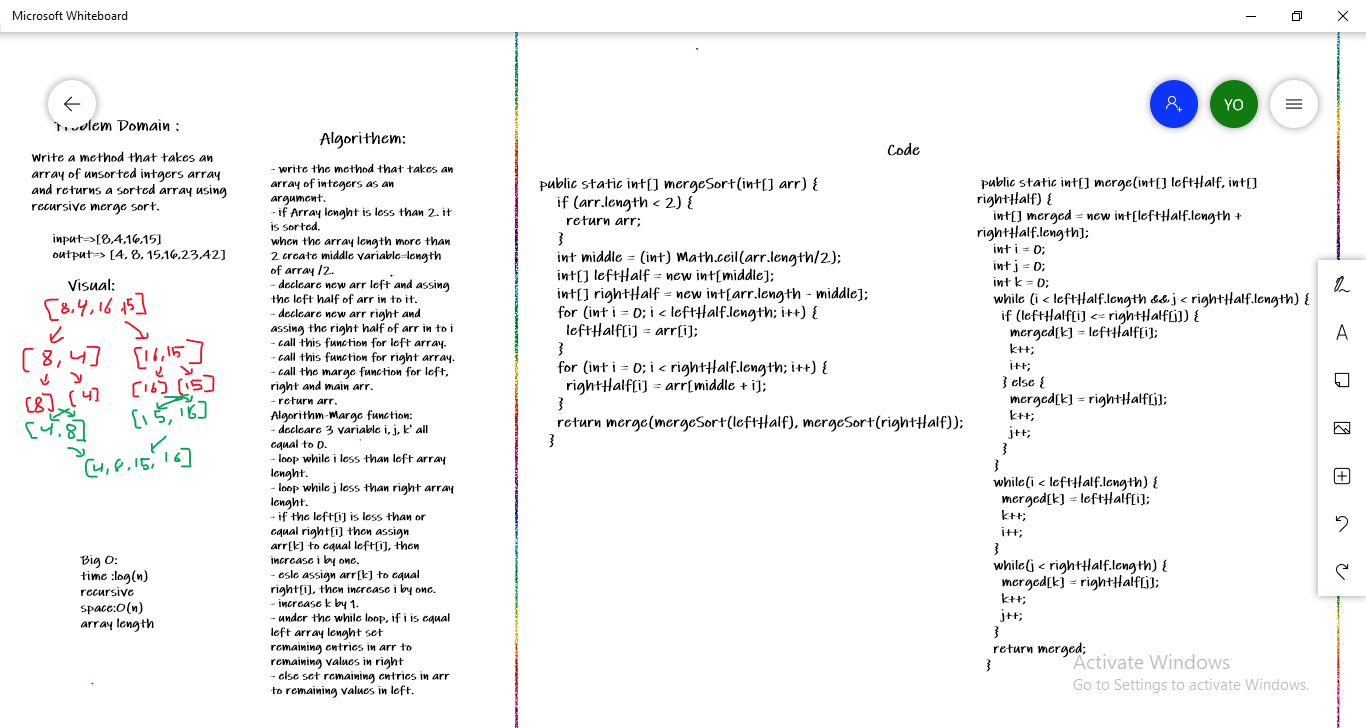 Microsoft Whiteboard
Problem Domain :
Write a method that takes an
array of unsorted intgers array
and returns a sorted array using
recursive merge sort.
input=>[8,4,16,15]
output=> [4, 8, 15,16,23,42]
Visual:
[8,4,16,15]
[8, 4] [16,15]
[8] [4] [16] [15]
[4,8] [15, 16]
[4, 8, 15, 16]
Big O:
time :log(n)
recursive
space:O(n)
array length
Algorithem:
- write the method that takes an
array of integers as an
argument.
- if Array lenght is less than 2. it
is sorted.
when the array length more than
2 create middle variable=length
of array /2.
- decleare new arr left and assing
the left half of arr in to it.
- decleare new arr right and
assing the right half of arr in to i
- call this function for left array.
- call this function for right array.
- call the marge function for left,
right and main arr.
- return arr.
Algorithm-Marge function:
- decleare 3 variable i, j, k' all
equal to 0.
- loop while i less than left array
lenght.
- loop while j less than right array
lenght.
- if the left[i] is less than or
equal right[i] then assign
arr[k] to equal left[i], then
increase i by one.
- esle assign arr[k] to equal
right[i], then increase i by one.
- increase k by 1.
- under the while loop, if i is equal
left array lenght set
remaining entries in arr to
remaining values in right
- else set remaining entries in arr
to remaining values in left.
Code
public static int[] mergeSort(int[] arr) {
if (arr.length < 2) {
return arr;
}
int middle = (int) Math.ceil(arr.length/2);
int[] leftHalf = new int[middle];
int[] rightHalf = new int[arr.length - middle];
for (int i = 0; i < leftHalf.length; i++) {
leftHalf[i] = arr[i];
}
for (int i = 0; i < rightHalf.length; i++) {
rightHalf[i] = arr[middle + i];
}
return merge(mergeSort(leftHalf), mergeSort(rightHalf));
}
public static int[] merge(int[] leftHalf, int[]
rightHalf) {
int[] merged = new int[leftHalf.length +
rightHalf.length];
int i = 0;
int j = 0;
int k = 0;
while (i < leftHalf.length && j < rightHalf.length) {
if (leftHalf[i] <= rightHalf[j]) {
merged[k] = leftHalf[i];
k++;
i++;
} else {
merged[k] = rightHalf[j];
k++;
j++;
}
}
while(i < leftHalf.length) {
merged[k] = leftHalf[i];
k++;
i++;
}
while(j < rightHalf.length) {
merged[k] = rightHalf[j];
k++;
j++;
}
return merged;
}
YO
A
Activate Windows
Go to Settings to activate Windows.